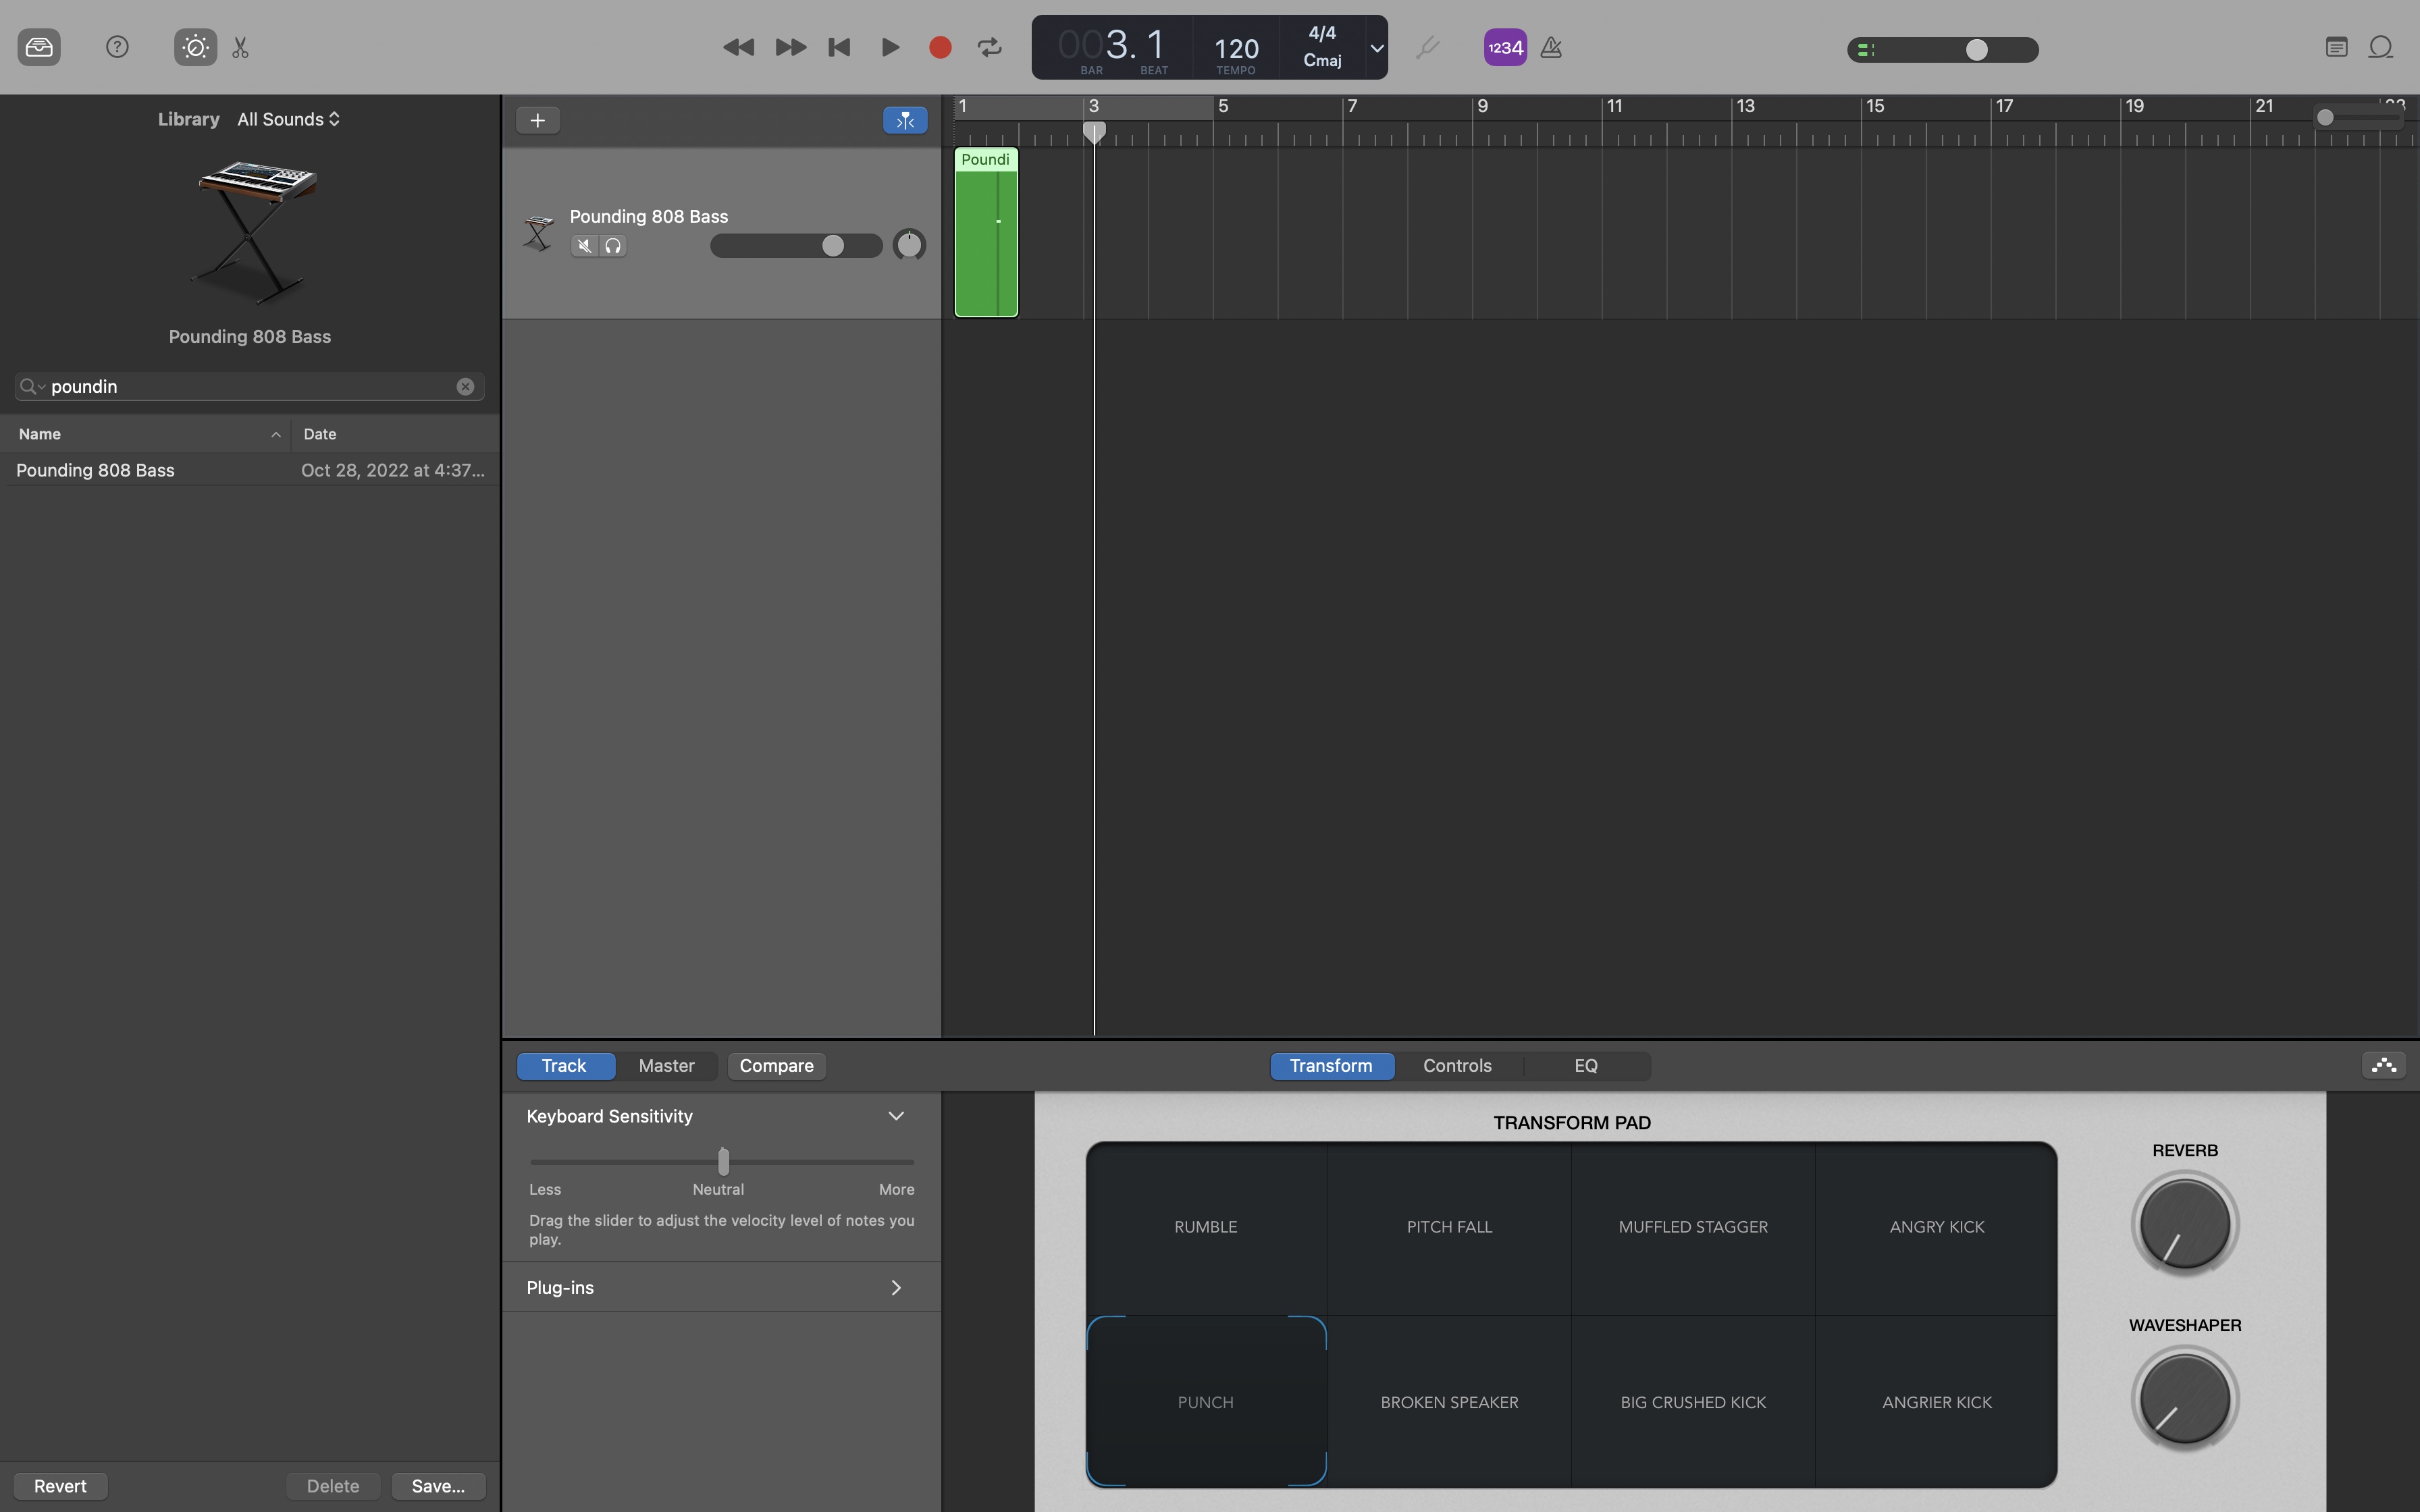 003. 1
BAR BEAT
120
TEMPO
4/4
Cmaj
1234
Library All Sounds
Pounding 808 Bass
poundin
Name Date
Pounding 808 Bass Oct 28, 2022 at 4:37...
Revert Delete Save...
1 3 5 7 9 11 13 15 17 19 21
Pounding 808 Bass
Poundi
Track Master Compare Transform Controls EQ
Keyboard Sensitivity
Less Neutral More
Drag the slider to adjust the velocity level of notes you
play.
Plug-ins
TRANSFORM PAD
RUMBLE PITCH FALL MUFFLED STAGGER ANGRY KICK
PUNCH BROKEN SPEAKER BIG CRUSHED KICK ANGRIER KICK
REVERB
WAVESHAPER